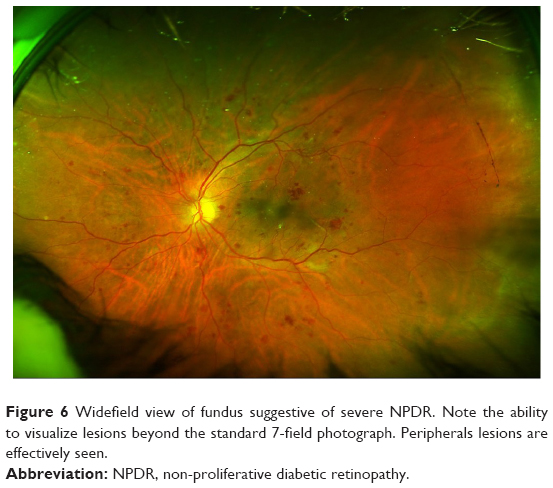 Figure 6 Widefield view of fundus suggestive of severe NPDR. Note the ability
to visualize lesions beyond the standard 7-field photograph. Peripherals lesions are
effectively seen.
Abbreviation: NPDR, non-proliferative diabetic retinopathy.